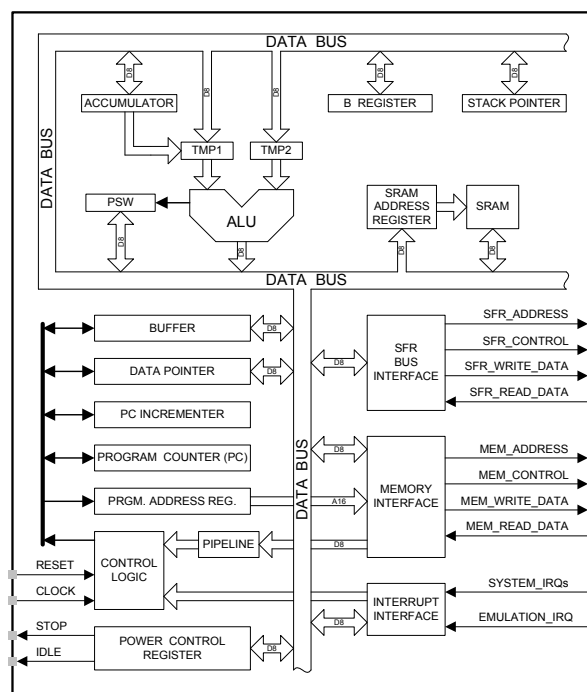 DATA BUS
D8 D8 D8 D8 D8
ACCUMULATOR
B REGISTER
STACK POINTER
DATA BUS
TMP1
TMP2
PSW
ALU
SRAM
ADDRESS
REGISTER
SRAM
D8 D8 D8 D8
DATA BUS
BUFFER
D8
DATA POINTER
D8
PC INCREMENTER
PROGRAM COUNTER (PC)
PRGM. ADDRESS REG.
A16
DATA BUS
SFR
BUS
INTERFACE
D8
SFR_ADDRESS
SFR_CONTROL
SFR_WRITE_DATA
SFR_READ_DATA
D8
MEMORY
INTERFACE
MEM_ADDRESS
MEM_CONTROL
MEM_WRITE_DATA
MEM_READ_DATA
CONTROL
LOGIC
PIPELINE
D8
RESET
CLOCK
INTERRUPT
INTERFACE
D8
SYSTEM_IRQs
EMULATION_IRQ
STOP
IDLE
POWER CONTROL
REGISTER
D8